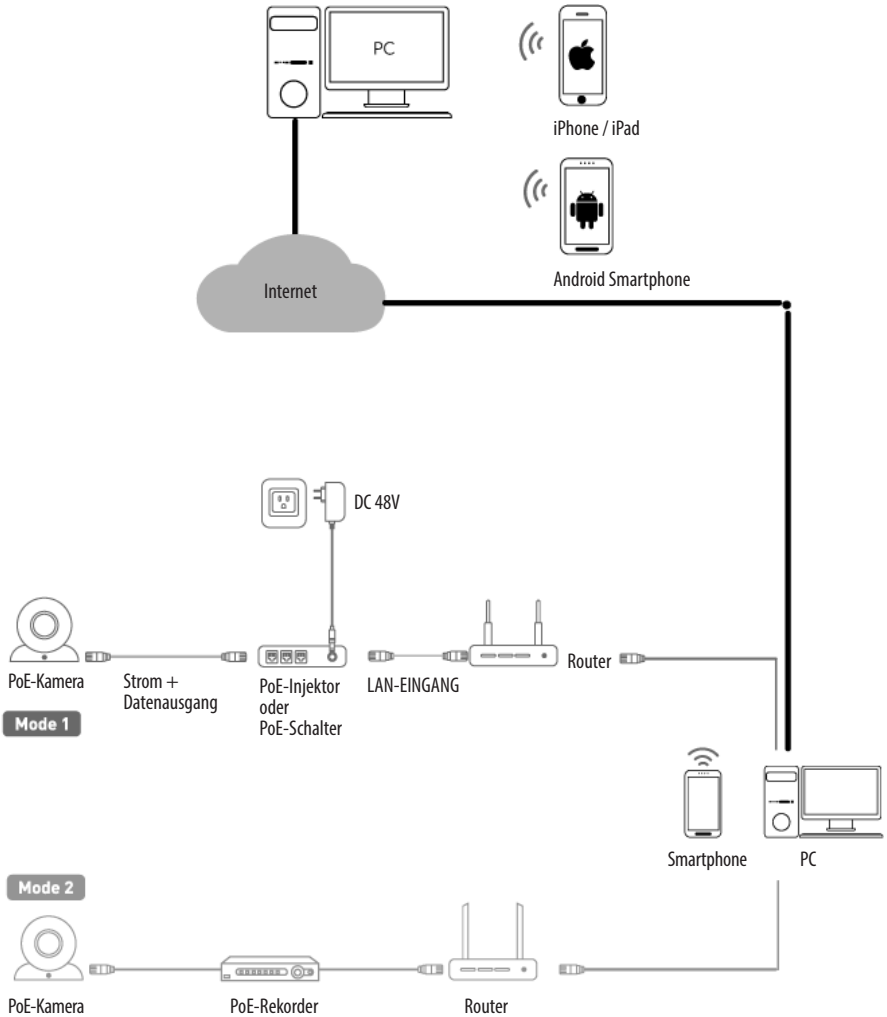 PC
iPhone / iPad
Android Smartphone
Internet
DC 48V
PoE-Kamera
Strom +
Datenausgang
PoE-Injektor
oder
PoE-Schalter
LAN-EINGANG
Router
Mode 1
Smartphone
PC
Mode 2
PoE-Kamera
PoE-Rekorder
Router